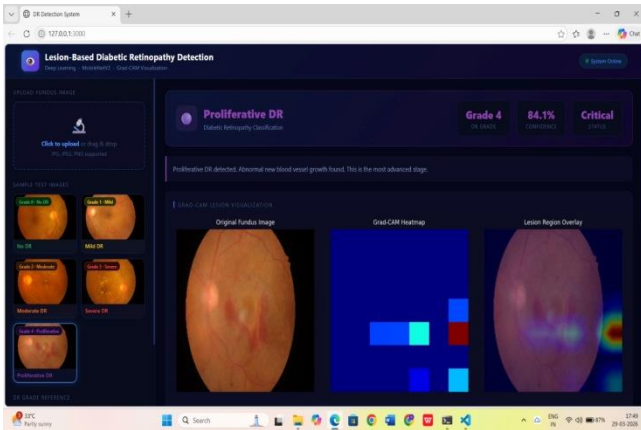 DR Detection System
127.0.0.1:3000
Chat
Lesion-Based Diabetic Retinopathy Detection
Deep Learning · MobileNetV2 · Grad-CAM Visualization
System Online
UPLOAD FUNDUS IMAGE
Click to upload or drag & drop
JPG, JPEG, PNG supported
SAMPLE TEST IMAGES
Grade 0 - No DR
Grade 1 - Mild
No DR
Mild DR
Grade 2 - Moderate
Grade 3 - Severe
Moderate DR
Severe DR
Grade 4 - Proliferative
Proliferative DR
DR GRADE REFERENCE
Proliferative DR
Diabetic Retinopathy Classification
Grade 4
DR GRADE
84.1%
CONFIDENCE
Critical
STATUS
Proliferative DR detected. Abnormal new blood vessel growth found. This is the most advanced stage.
GRAD-CAM LESION VISUALIZATION
Original Fundus Image
Grad-CAM Heatmap
Lesion Region Overlay
33°C
Partly sunny
Search
ENG
IN
87%
17:49
29-03-2026